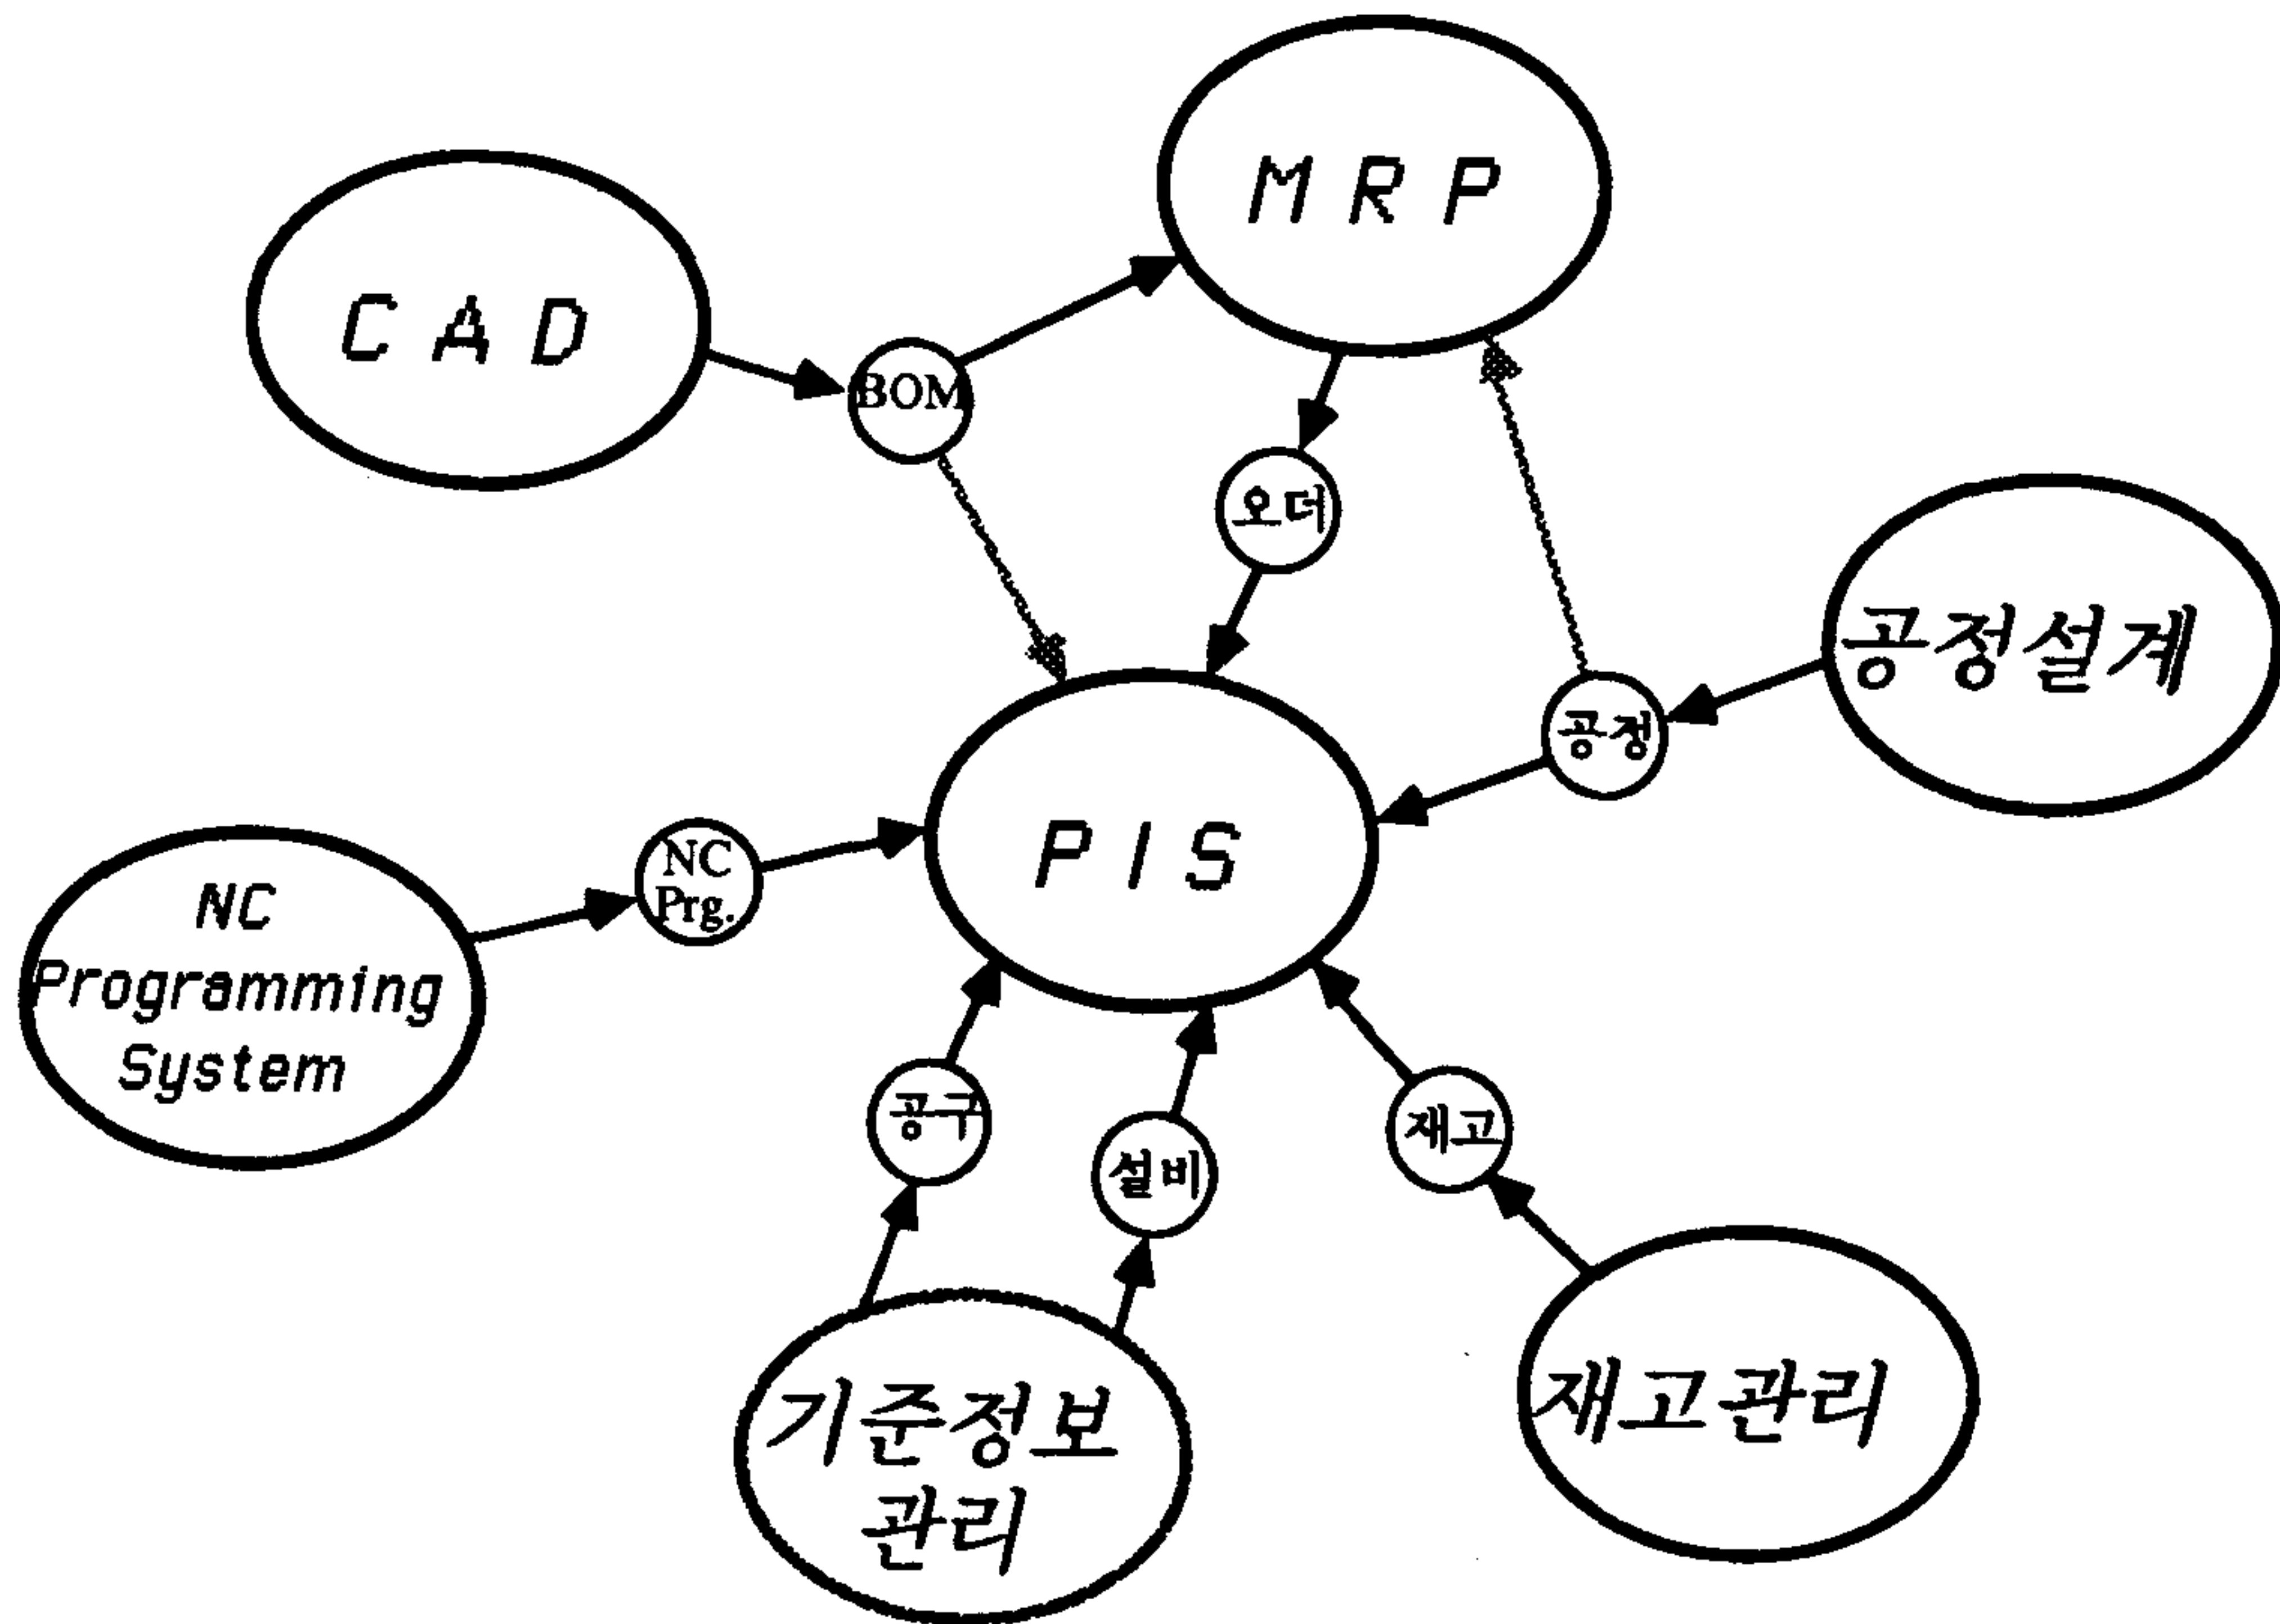 MRP
CAD
BOM
오더
공정설계
공정
PIS
NC
Prg.
NC
Programming
System
공구
설비
재고
기준정보
관리
재고관리